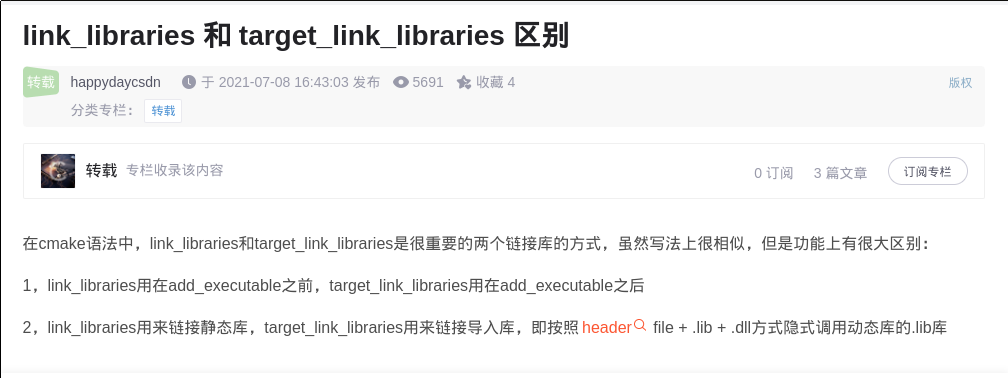 link_libraries 和 target_link_libraries 区别
转载 happydaycsdn 于 2021-07-08 16:43:03 发布 5691 收藏 4 版权
分类专栏： 转载
转载 专栏收录该内容 0 订阅 3 篇文章 订阅专栏
在cmake语法中，link_libraries和target_link_libraries是很重要的两个链接库的方式，虽然写法上很相似，但是功能上有很大区别：
1，link_libraries用在add_executable之前，target_link_libraries用在add_executable之后
2，link_libraries用来链接静态库，target_link_libraries用来链接导入库，即按照header file + .lib + .dll方式隐式调用动态库的.lib库